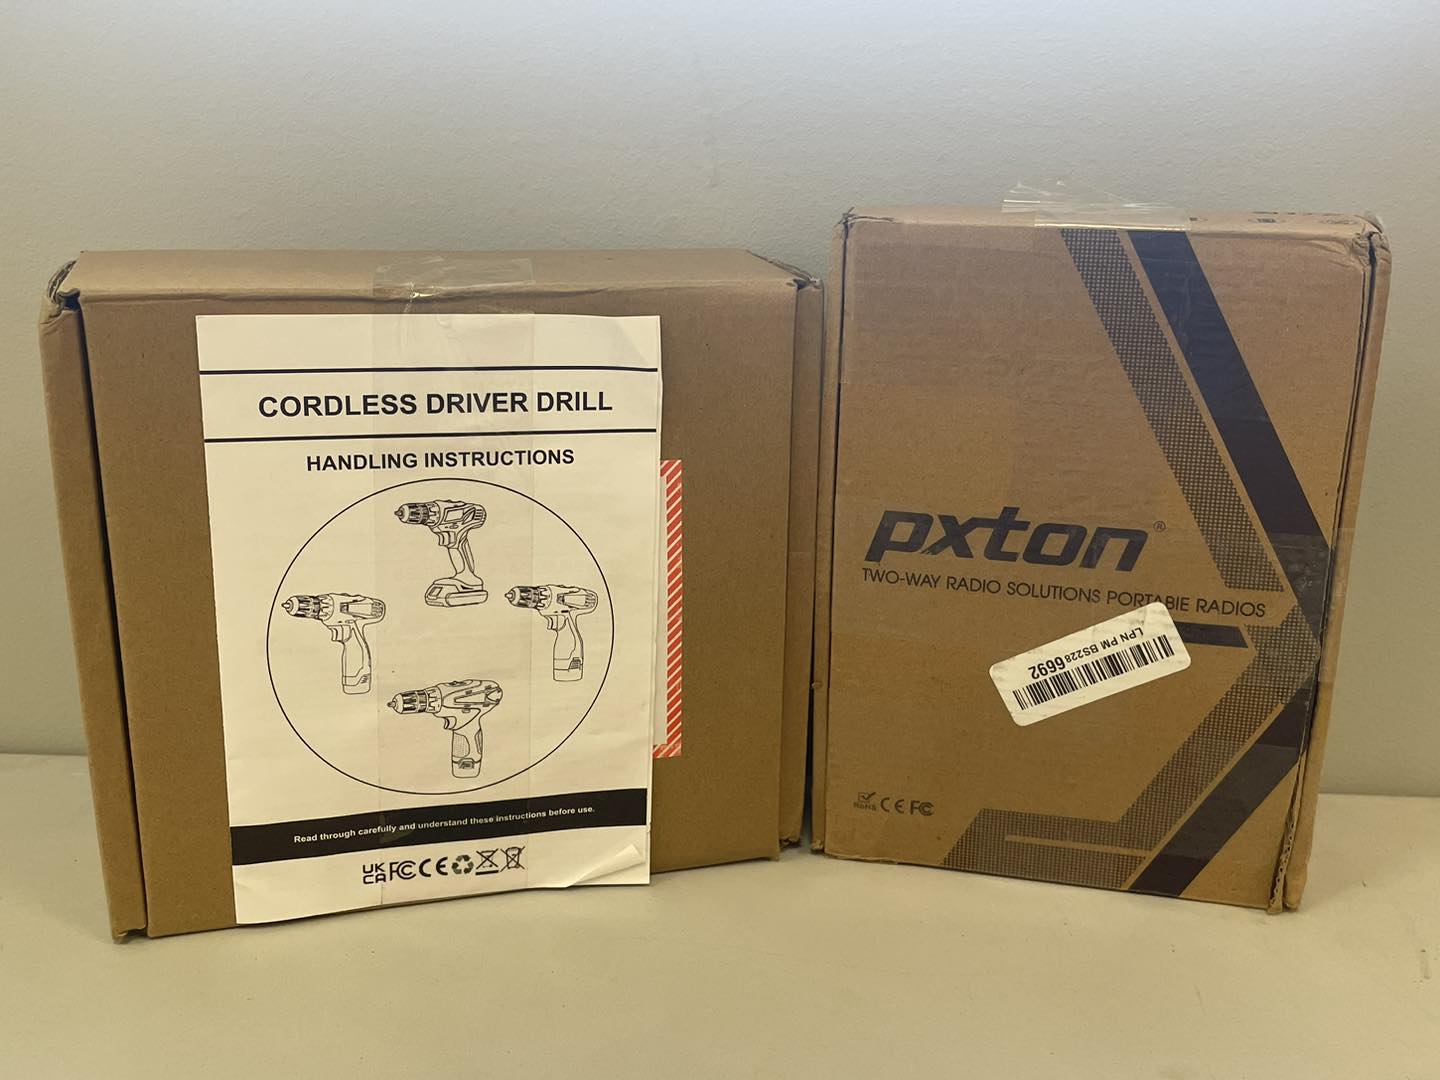 CORDLESS DRIVER DRILL
HANDLING INSTRUCTIONS
Read through carefully and understand these instructions before use.
UK
CA FC CE
pxton®
TWO-WAY RADIO SOLUTIONS PORTABIE RADIOS
LPN PM BS228 6692
RoHS CE FC